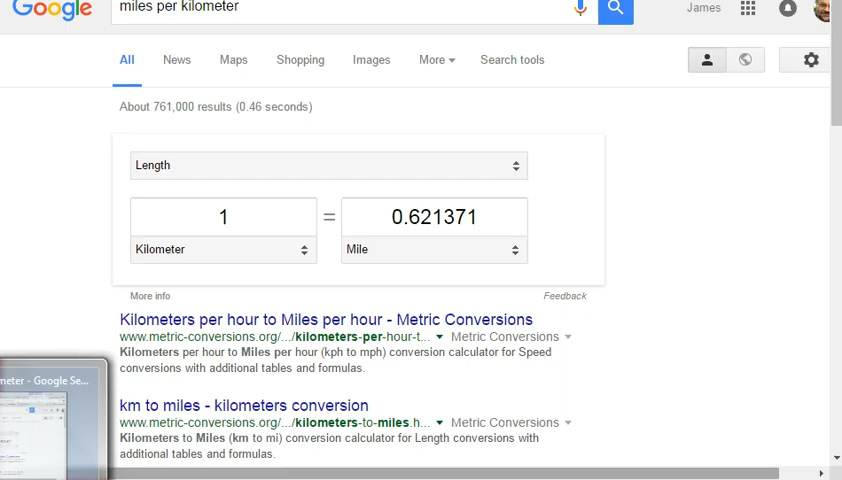 Google
miles per kilometer
James
All News Maps Shopping Images More Search tools
About 761,000 results (0.46 seconds)
Length
1 = 0.621371
Kilometer Mile
More info Feedback
Kilometers per hour to Miles per hour - Metric Conversions
www.metric-conversions.org/.../kilometers-per-hour-t... Metric Conversions
Kilometers per hour to Miles per hour (kph to mph) conversion calculator for Speed
conversions with additional tables and formulas.
meter - Google Se...
km to miles - kilometers conversion
www.metric-conversions.org/.../kilometers-to-miles.h... Metric Conversions
Kilometers to Miles (km to mi) conversion calculator for Length conversions with
additional tables and formulas.